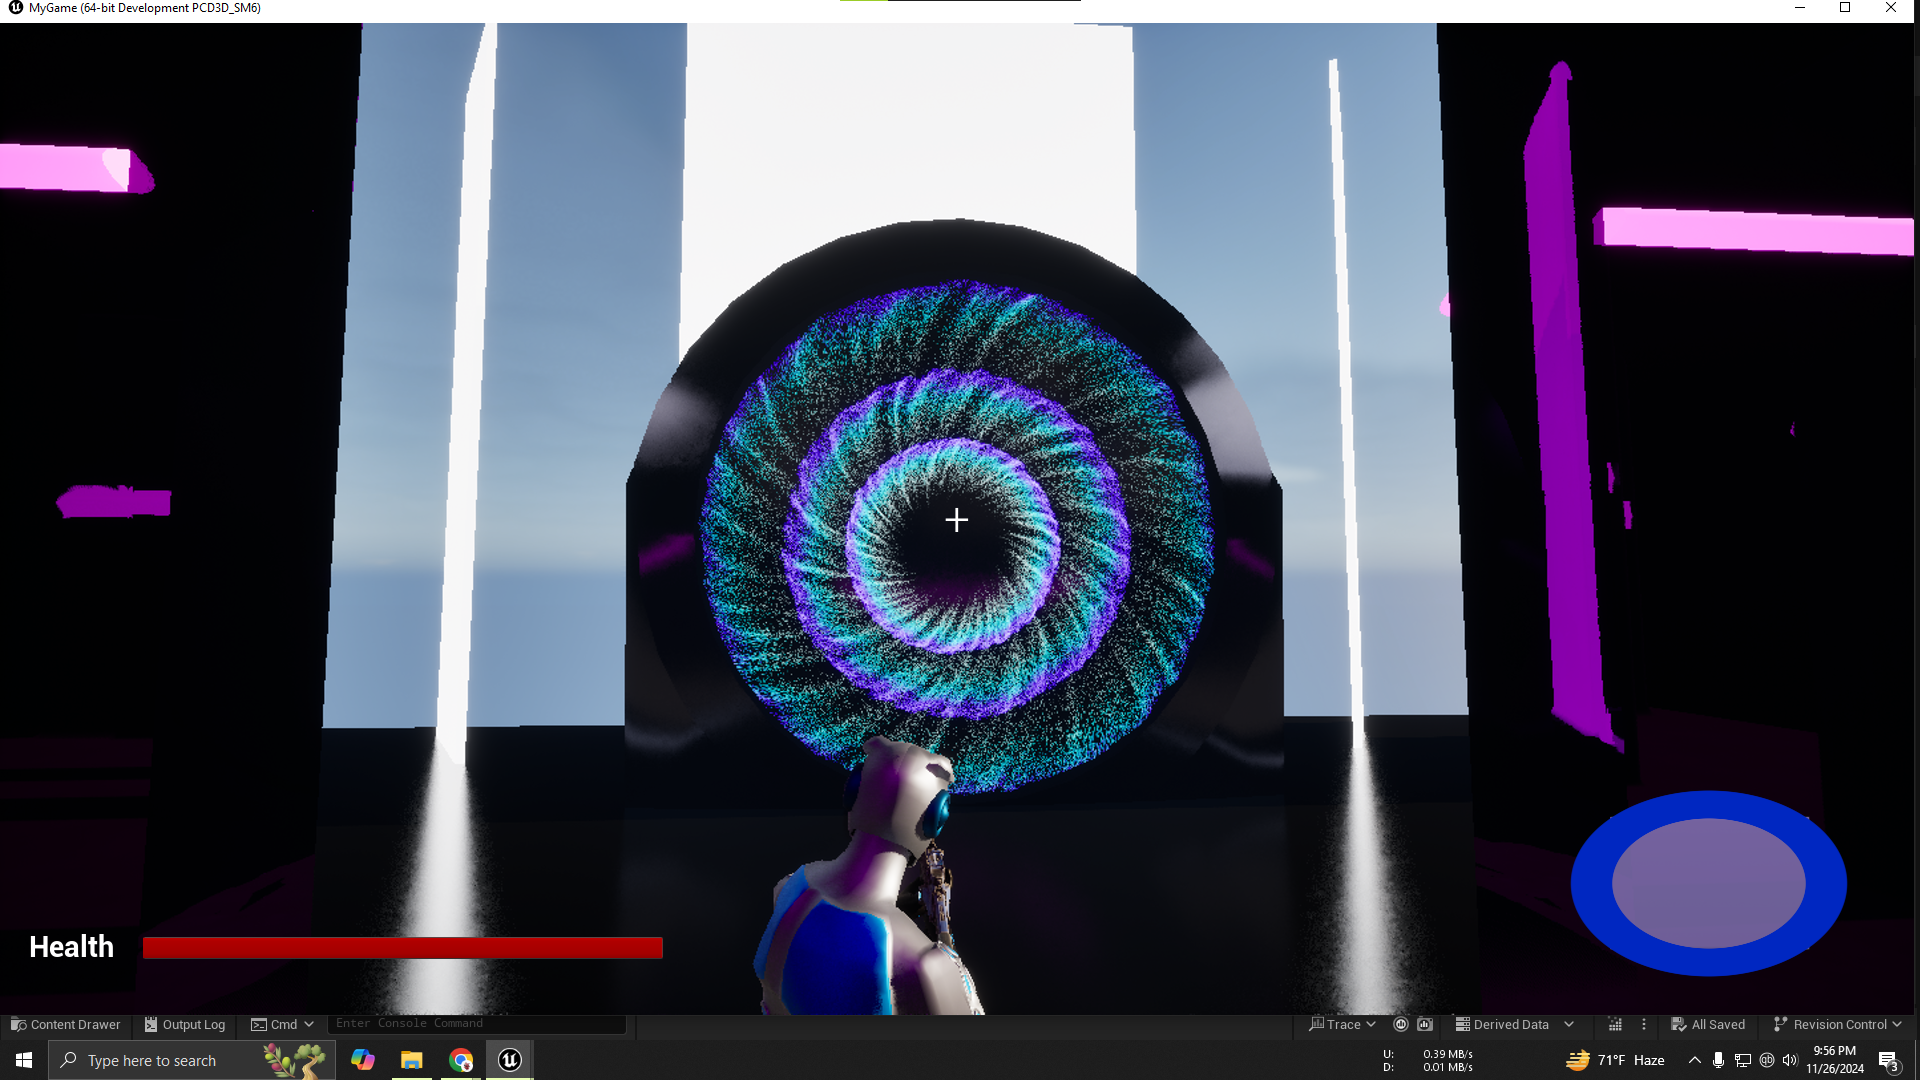 MyGame (64-bit Development PCD3D_SM6)
Health
Content Drawer
Output Log
Cmd
Enter Console Command
Trace
Derived Data
All Saved
Revision Control
Type here to search
U: 0.39 MB/s
D: 0.01 MB/s
71°F Haze
qb
9:56 PM
11/26/2024
3